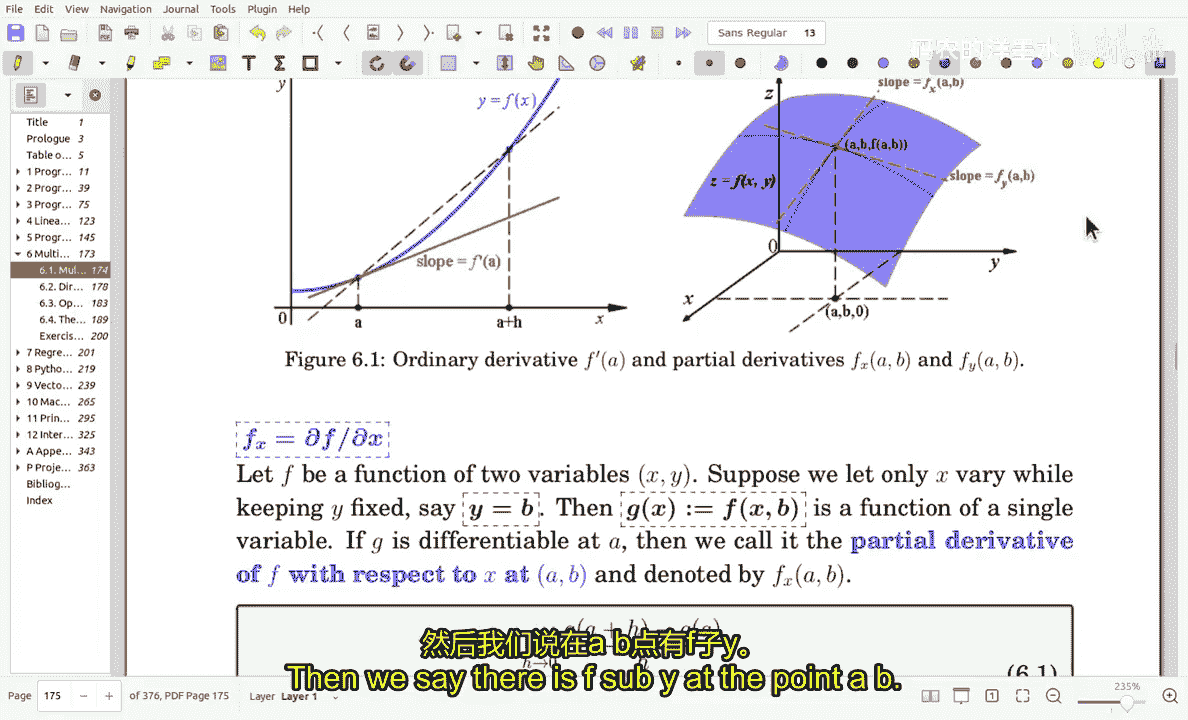 File Edit View Navigation Journal Tools Plugin Help
Sans Regular 13
Title 1
Prologue 3
Table o... 5
1 Progr... 11
2 Progr... 39
3 Progr... 75
4 Linea... 123
5 Progr... 145
6 Multi... 173
6.1. Mul... 174
6.2. Dir... 178
6.3. Op... 183
6.4. The... 189
Exercis... 200
7 Regre... 201
8 Pytho... 219
9 Vecto... 239
10 Mac... 265
11 Prin... 295
12 Inter... 325
A Appe... 343
P Proje... 363
Bibliog...
Index
y
y = f(x)
slope = f'(a)
0 a a+h x
z
slope = f_x(a,b)
(a,b,f(a,b))
z = f(x, y)
slope = f_y(a,b)
0
y
x
(a,b,0)
Figure 6.1: Ordinary derivative f′(a) and partial derivatives f_x(a, b) and f_y(a, b).
f_x = ∂f/∂x
Let f be a function of two variables (x, y). Suppose we let only x vary while
keeping y fixed, say y = b. Then g(x) := f(x, b) is a function of a single
variable. If g is differentiable at a, then we call it the partial derivative
of f with respect to x at (a, b) and denoted by f_x(a, b).
(6.1)
然后我们说在a b点有f子y。
Then we say there is f sub y at the point a b.
Page 175 of 376, PDF Page 175 Layer Layer 1
235%